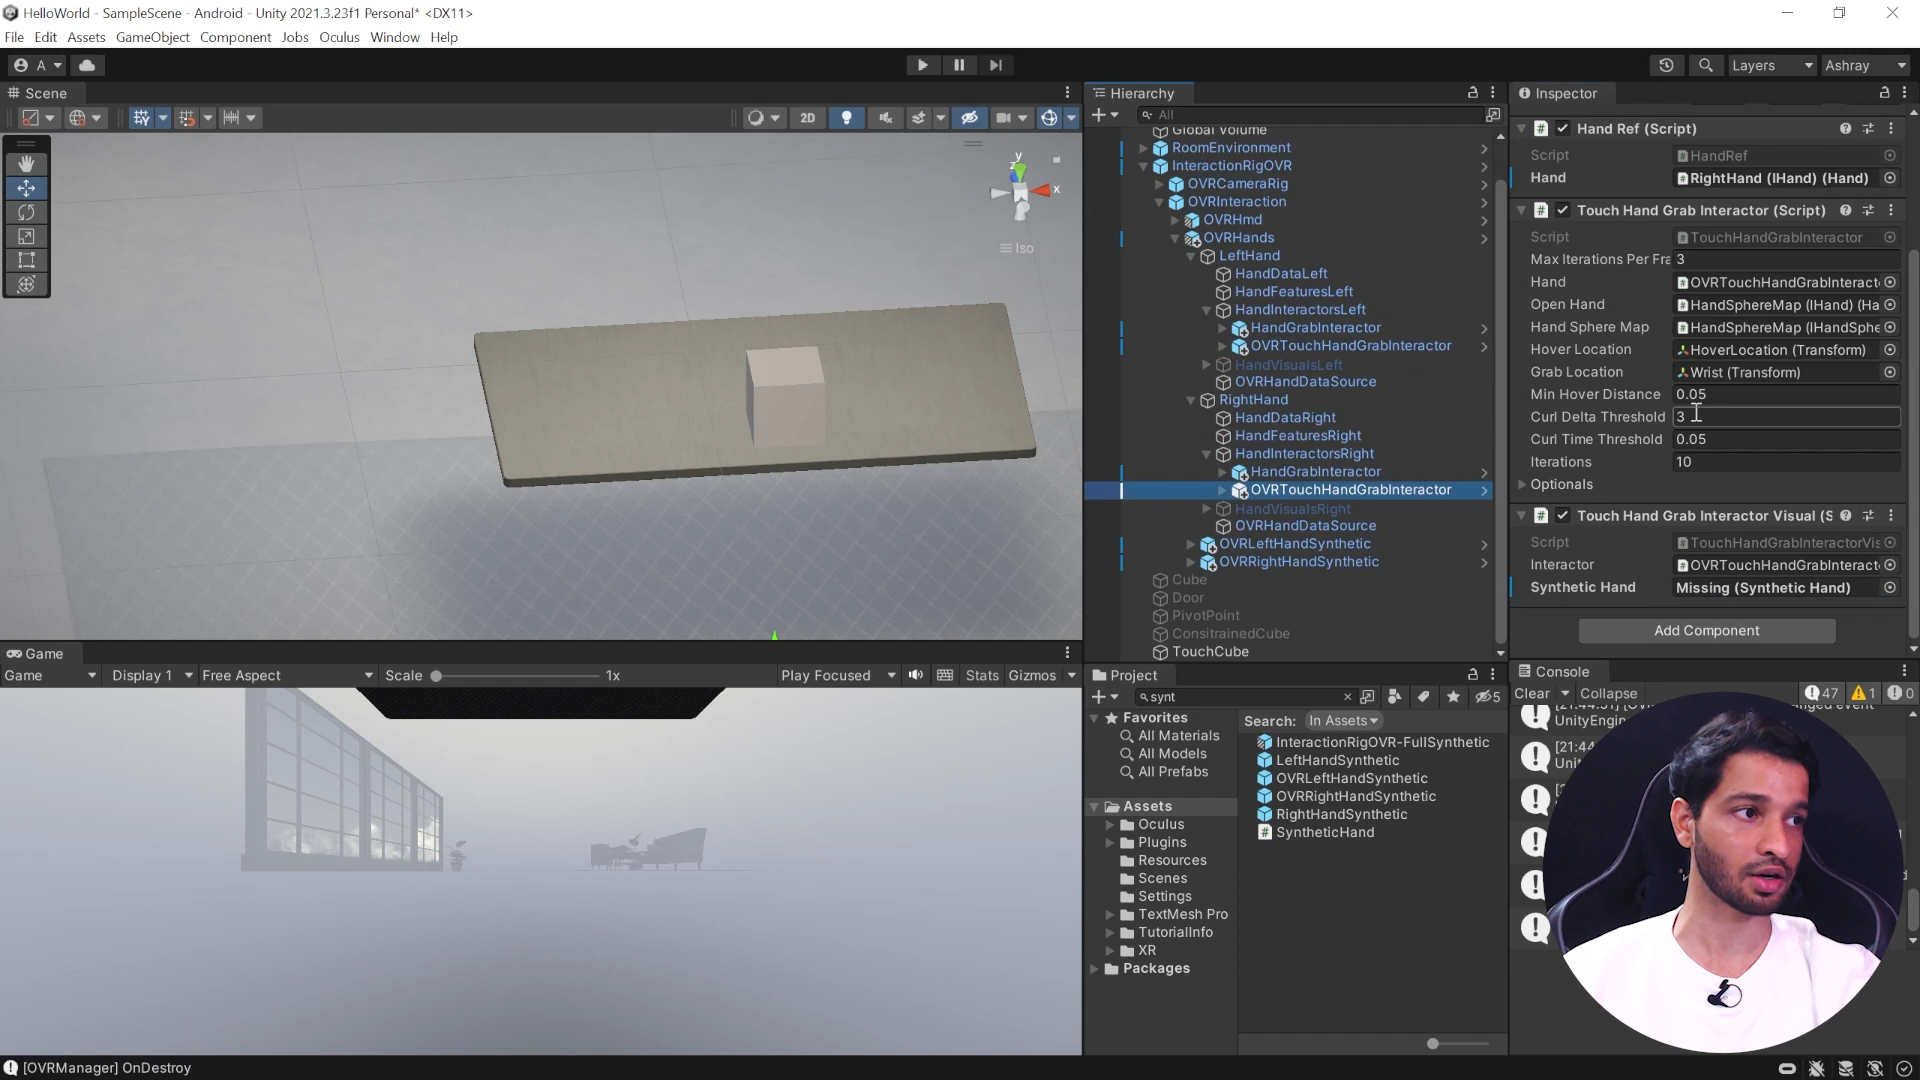 HelloWorld - SampleScene - Android - Unity 2021.3.23f1 Personal* <DX11>
File Edit Assets GameObject Component Jobs Oculus Window Help
A
Layers
Ashray
Scene
2D
y
x
Iso
Hierarchy
All
Global Volume
RoomEnvironment
InteractionRigOVR
OVRCameraRig
OVRInteraction
OVRHmd
OVRHands
LeftHand
HandDataLeft
HandFeaturesLeft
HandInteractorsLeft
HandGrabInteractor
OVRTouchHandGrabInteractor
HandVisualsLeft
OVRHandDataSource
RightHand
HandDataRight
HandFeaturesRight
HandInteractorsRight
HandGrabInteractor
OVRTouchHandGrabInteractor
HandVisualsRight
OVRHandDataSource
OVRLeftHandSynthetic
OVRRightHandSynthetic
Cube
Door
PivotPoint
ConsitrainedCube
TouchCube
Inspector
Hand Ref (Script)
Script HandRef
Hand RightHand (IHand) (Hand)
Touch Hand Grab Interactor (Script)
Script TouchHandGrabInteractor
Max Iterations Per Fra 3
Hand OVRTouchHandGrabInteract
Open Hand HandSphereMap (IHand) (Ha
Hand Sphere Map HandSphereMap (IHandSphe
Hover Location HoverLocation (Transform)
Grab Location Wrist (Transform)
Min Hover Distance 0.05
Curl Delta Threshold 3
Curl Time Threshold 0.05
Iterations 10
Optionals
Touch Hand Grab Interactor Visual (S
Script TouchHandGrabInteractorVis
Interactor OVRTouchHandGrabInteract
Synthetic Hand Missing (Synthetic Hand)
Add Component
Game
Game Display 1 Free Aspect Scale 1x Play Focused Stats Gizmos
Project
synt
5
Favorites
All Materials
All Models
All Prefabs
Assets
Oculus
Plugins
Resources
Scenes
Settings
TextMesh Pro
TutorialInfo
XR
Packages
Search: In Assets
InteractionRigOVR-FullSynthetic
LeftHandSynthetic
OVRLeftHandSynthetic
OVRRightHandSynthetic
RightHandSynthetic
SyntheticHand
Console
Clear Collapse 47 1 0
UnityEngin
[21:44
Unit
[OVRManager] OnDestroy